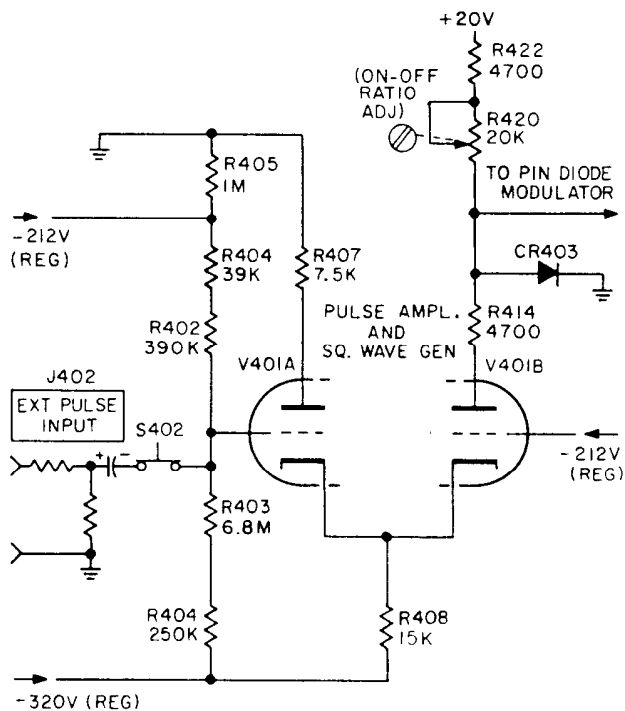 +20V
R422
4700
(ON-OFF
RATIO
ADJ)
R420
20K
TO PIN DIODE
MODULATOR
R405
1M
-212V
(REG)
R404
39K
R407
7.5K
CR403
R402
390K
PULSE AMPL.
AND
SQ. WAVE GEN
R414
4700
V401A
V401B
J402
EXT PULSE
INPUT
S402
+
-
-212V
(REG)
R403
6.8M
R404
250K
R408
15K
-320V (REG)